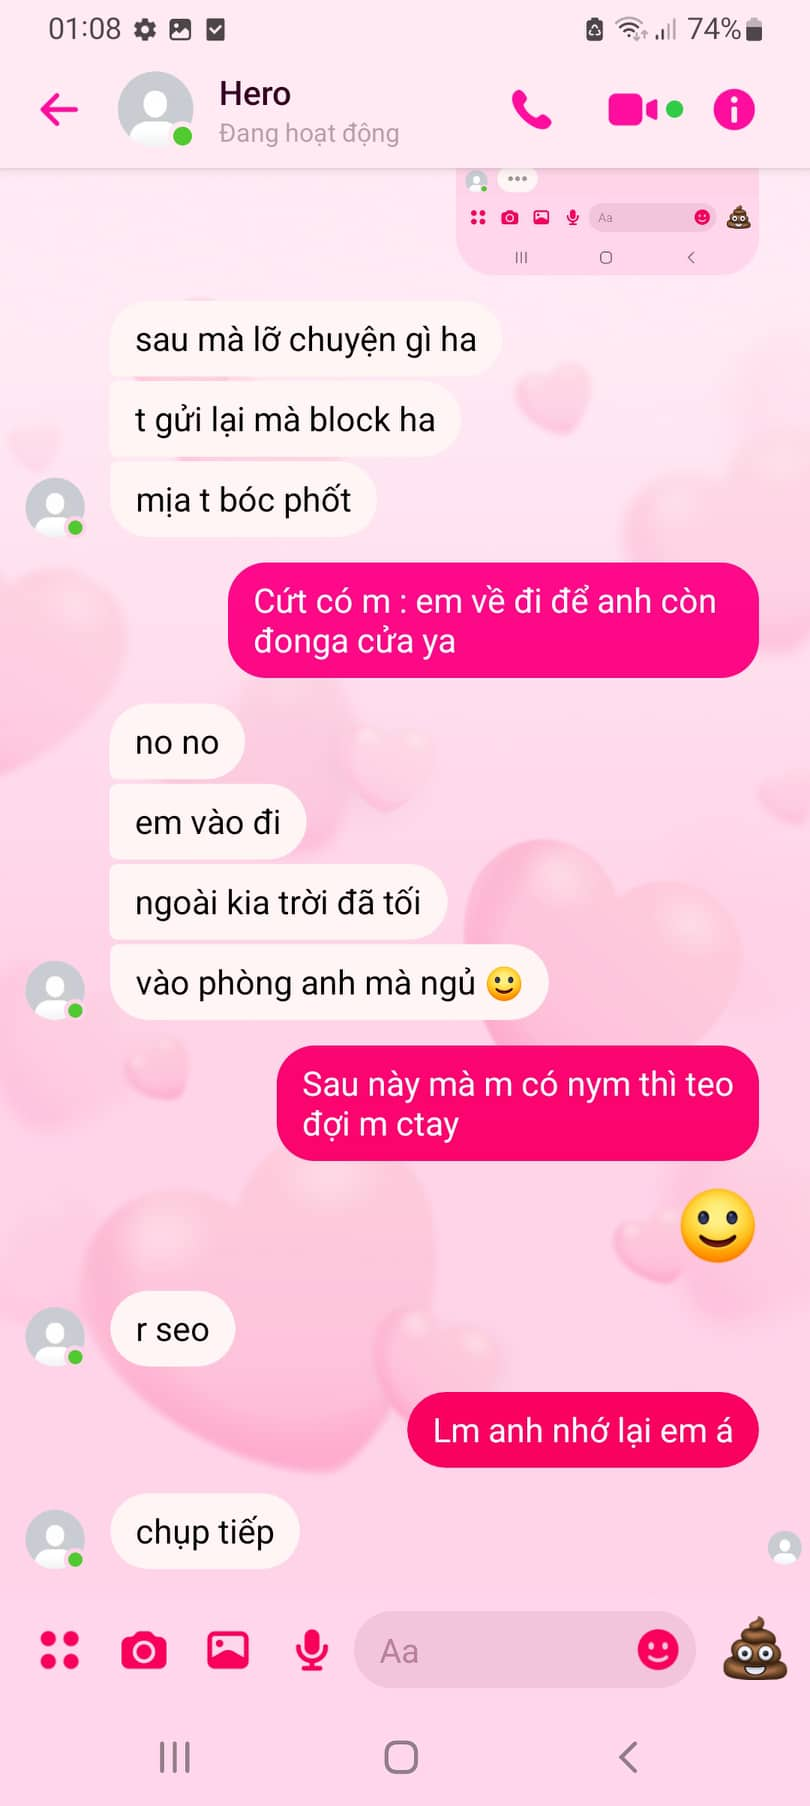 01:08
74%
Hero
Đang hoạt động
Aa
sau mà lỡ chuyện gì ha
t gửi lại mà block ha
mịa t bóc phốt
Cứt có m : em về đi để anh còn
đonga cửa ya
no no
em vào đi
ngoài kia trời đã tối
vào phòng anh mà ngủ 🙂
Sau này mà m có nym thì teo
đợi m ctay
r seo
Lm anh nhớ lại em á
chụp tiếp
Aa